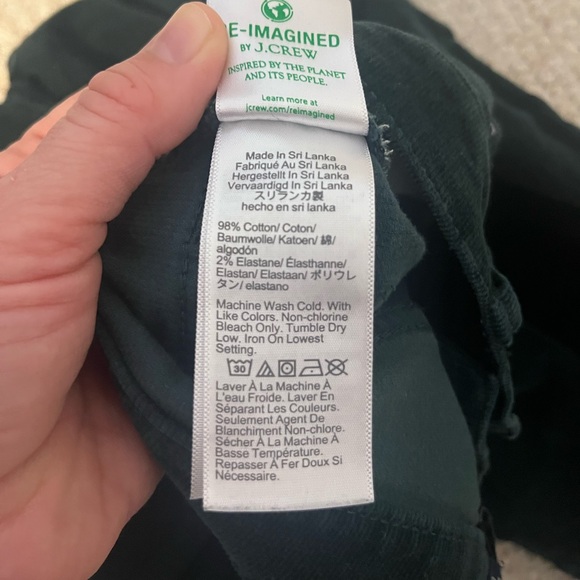 E-IMAGINED
BY J.CREW
INSPIRED BY THE PLANET
AND ITS PEOPLE.
Learn more at
jcrew.com/reimagined
Made In Sri Lanka
Fabriqué Au Sri Lanka
Hergestellt In Sri Lanka
Vervaardigd In Sri Lanka
スリランカ製
hecho en sri lanka
98% Cotton/ Coton/
Baumwolle/ Katoen/ 綿/
algodón
2% Elastane/ Élasthanne/
Elastan/ Elastaan/ ポリウレ
タン/ elastano
Machine Wash Cold. With
Like Colors. Non-chlorine
Bleach Only. Tumble Dry
Low. Iron On Lowest
Setting.
30
Laver À La Machine À
L'eau Froide. Laver En
Séparant Les Couleurs.
Seulement Agent De
Blanchiment Non-chlore.
Sécher À La Machine À
Basse Température.
Repasser À Fer Doux Si
Nécessaire.